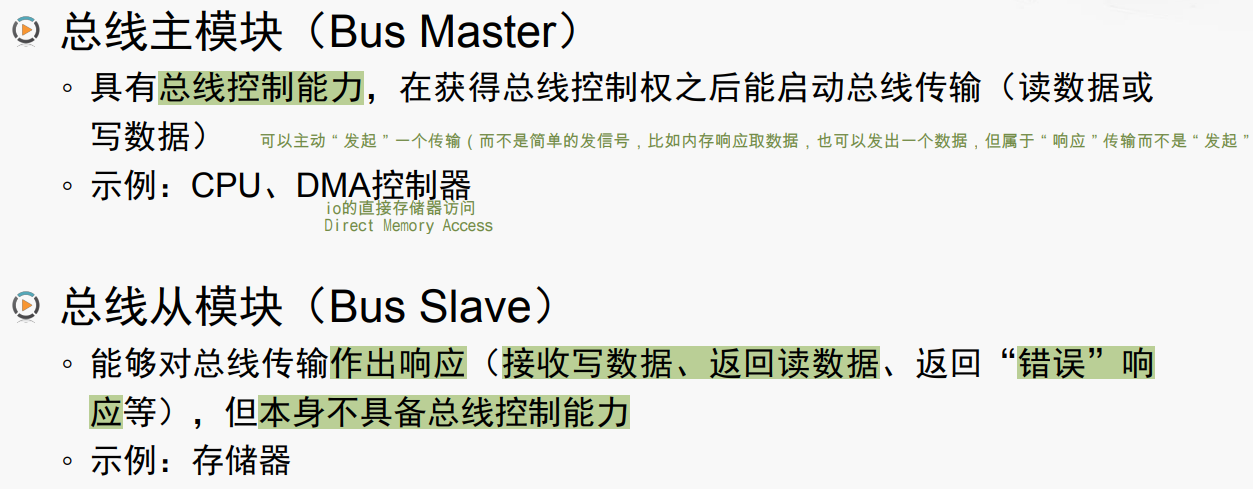 总线主模块（Bus Master）
。具有总线控制能力，在获得总线控制权之后能启动总线传输（读数据或
写数据）
可以主动“发起”一个传输（而不是简单的发信号，比如内存响应取数据，也可以发出一个数据，但属于“响应”传输而不是“发起”
。示例：CPU、DMA控制器
io的直接存储器访问
Direct Memory Access
总线从模块（Bus Slave）
。能够对总线传输作出响应（接收写数据、返回读数据、返回“错误”响
应等），但本身不具备总线控制能力
。示例：存储器